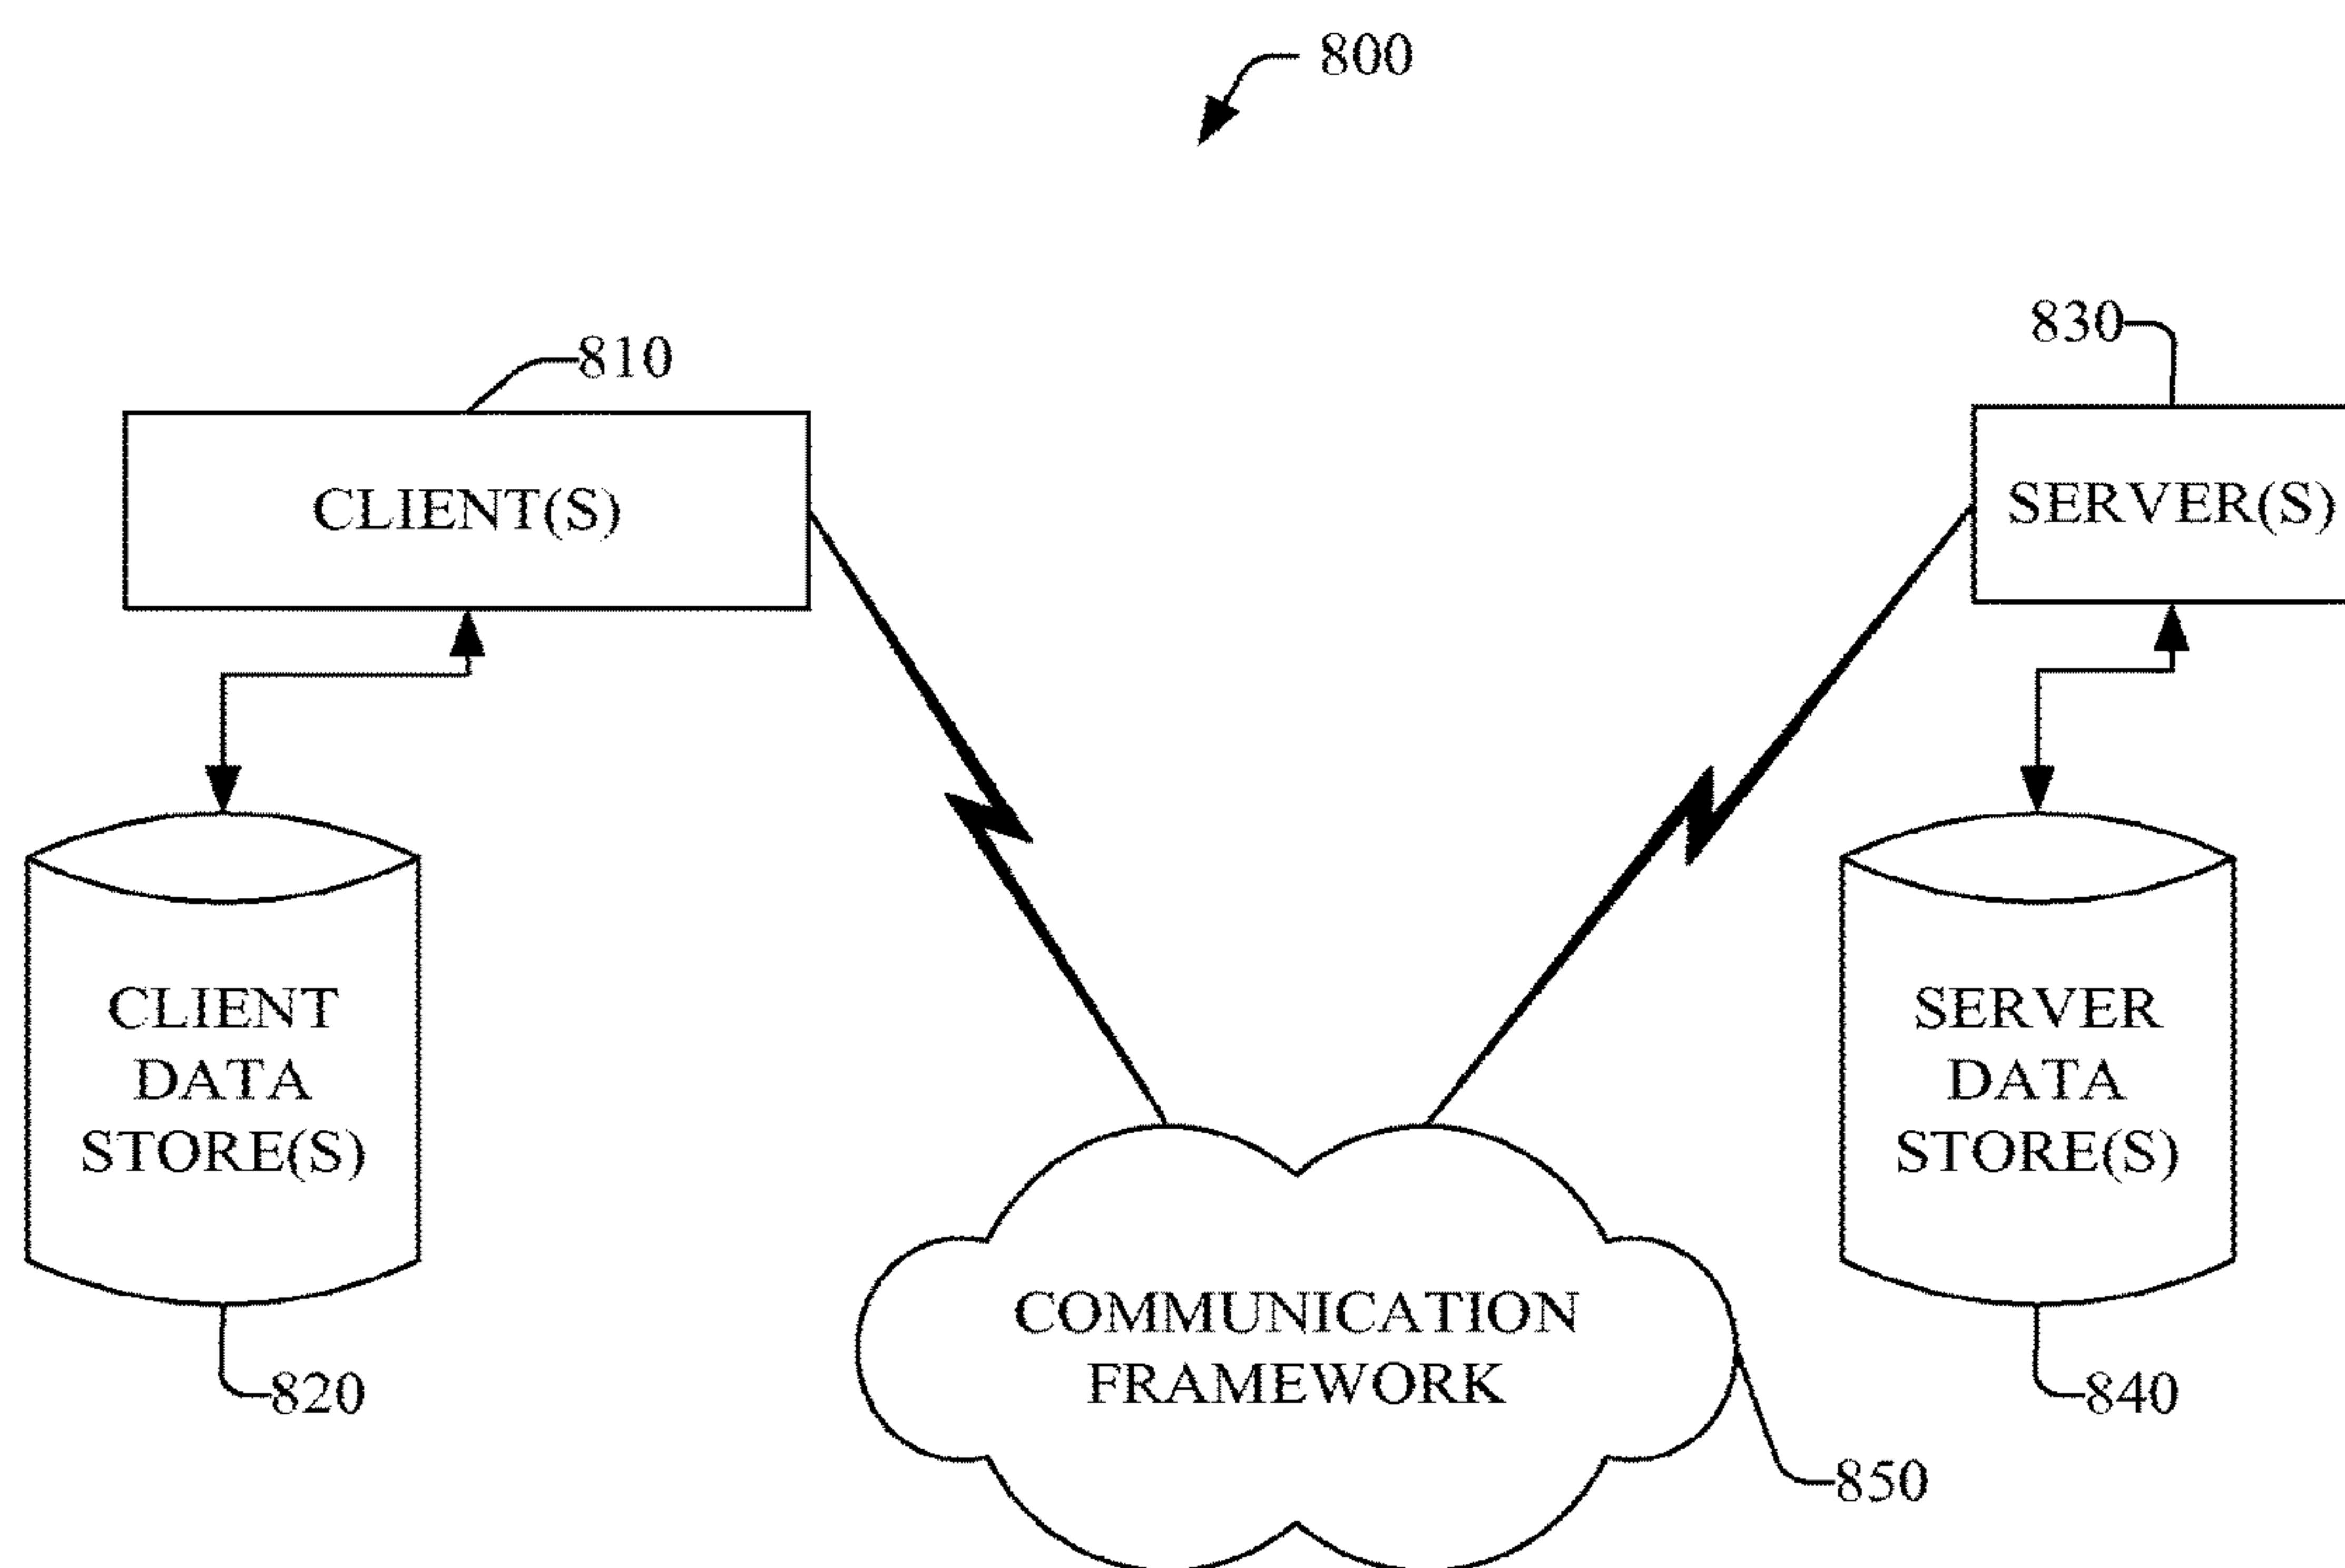 800
810
830
CLIENT(S)
SERVER(S)
CLIENT
DATA
STORE(S)
SERVER
DATA
STORE(S)
COMMUNICATION
FRAMEWORK
820
840
850